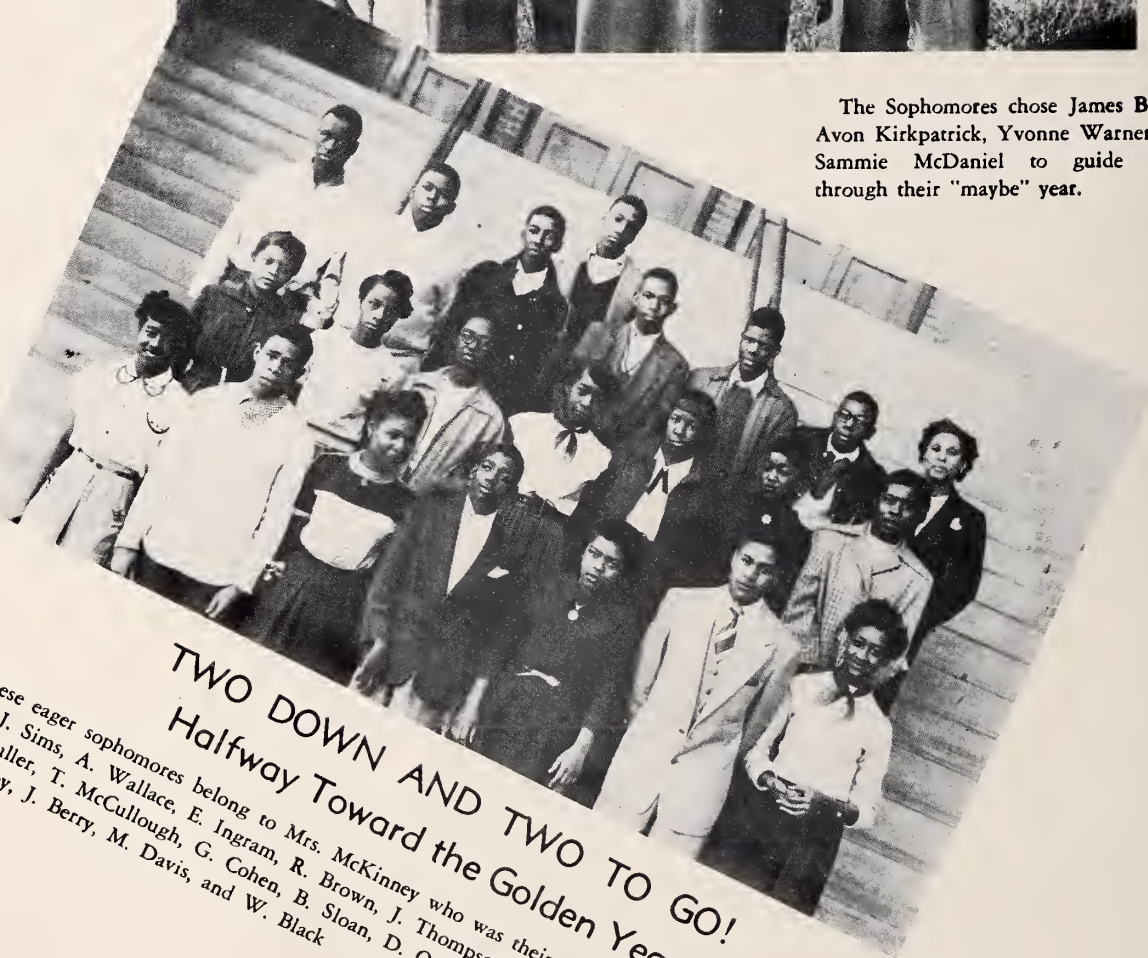 The Sophomores chose James B
Avon Kirkpatrick, Yvonne Warner
Sammie McDaniel to guide
through their "maybe" year.
TWO DOWN AND TWO TO GO!
Halfway Toward the Golden Yea
ese eager sophomores belong to Mrs. McKinney who was their
J. Sims, A. Wallace, E. Ingram, R. Brown, J. Thomps
uller, T. McCullough, G. Cohen, B. Sloan, D. O
y, J. Berry, M. Davis, and W. Black